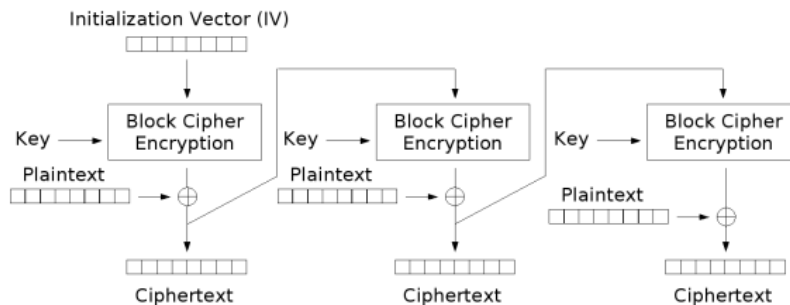 Initialization Vector (IV)
Key
Block Cipher
Encryption
Plaintext
Ciphertext
Key
Block Cipher
Encryption
Plaintext
Ciphertext
Key
Block Cipher
Encryption
Plaintext
Ciphertext